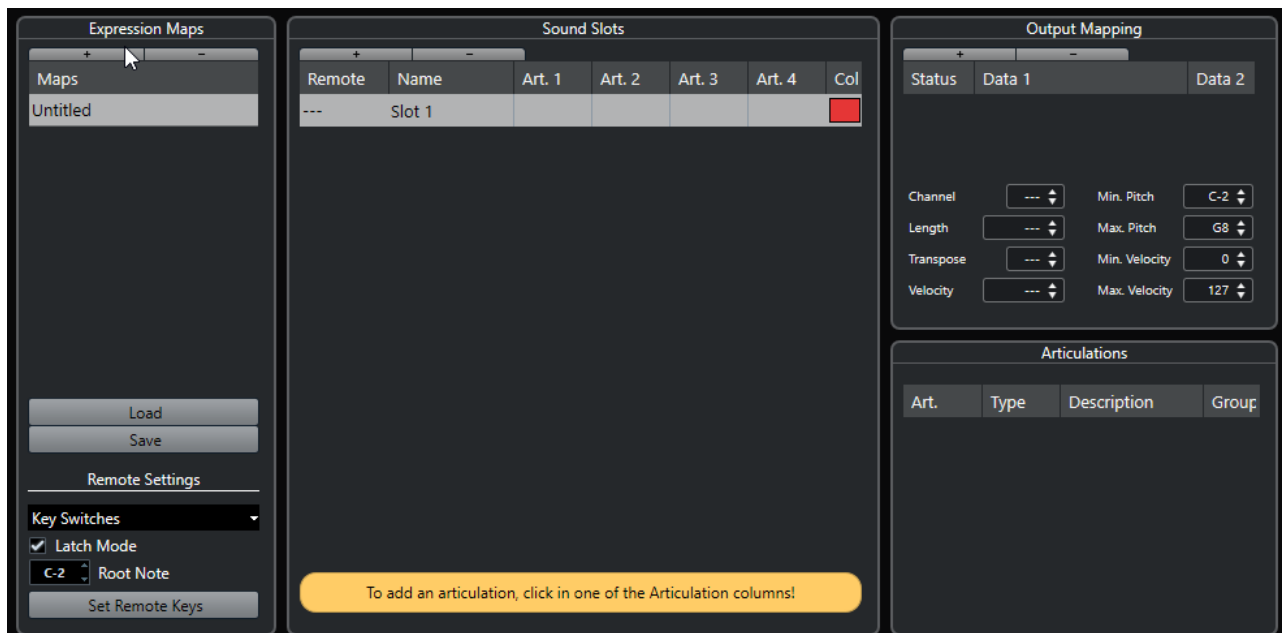 Expression Maps
+ −
Maps
Untitled
Load
Save
Remote Settings
Key Switches
Latch Mode
C-2 Root Note
Set Remote Keys
Sound Slots
+ −
Remote Name Art. 1 Art. 2 Art. 3 Art. 4 Col
--- Slot 1
To add an articulation, click in one of the Articulation columns!
Output Mapping
+ −
Status Data 1 Data 2
Channel --- Min. Pitch C-2
Length --- Max. Pitch G8
Transpose --- Min. Velocity 0
Velocity --- Max. Velocity 127
Articulations
Art. Type Description Group